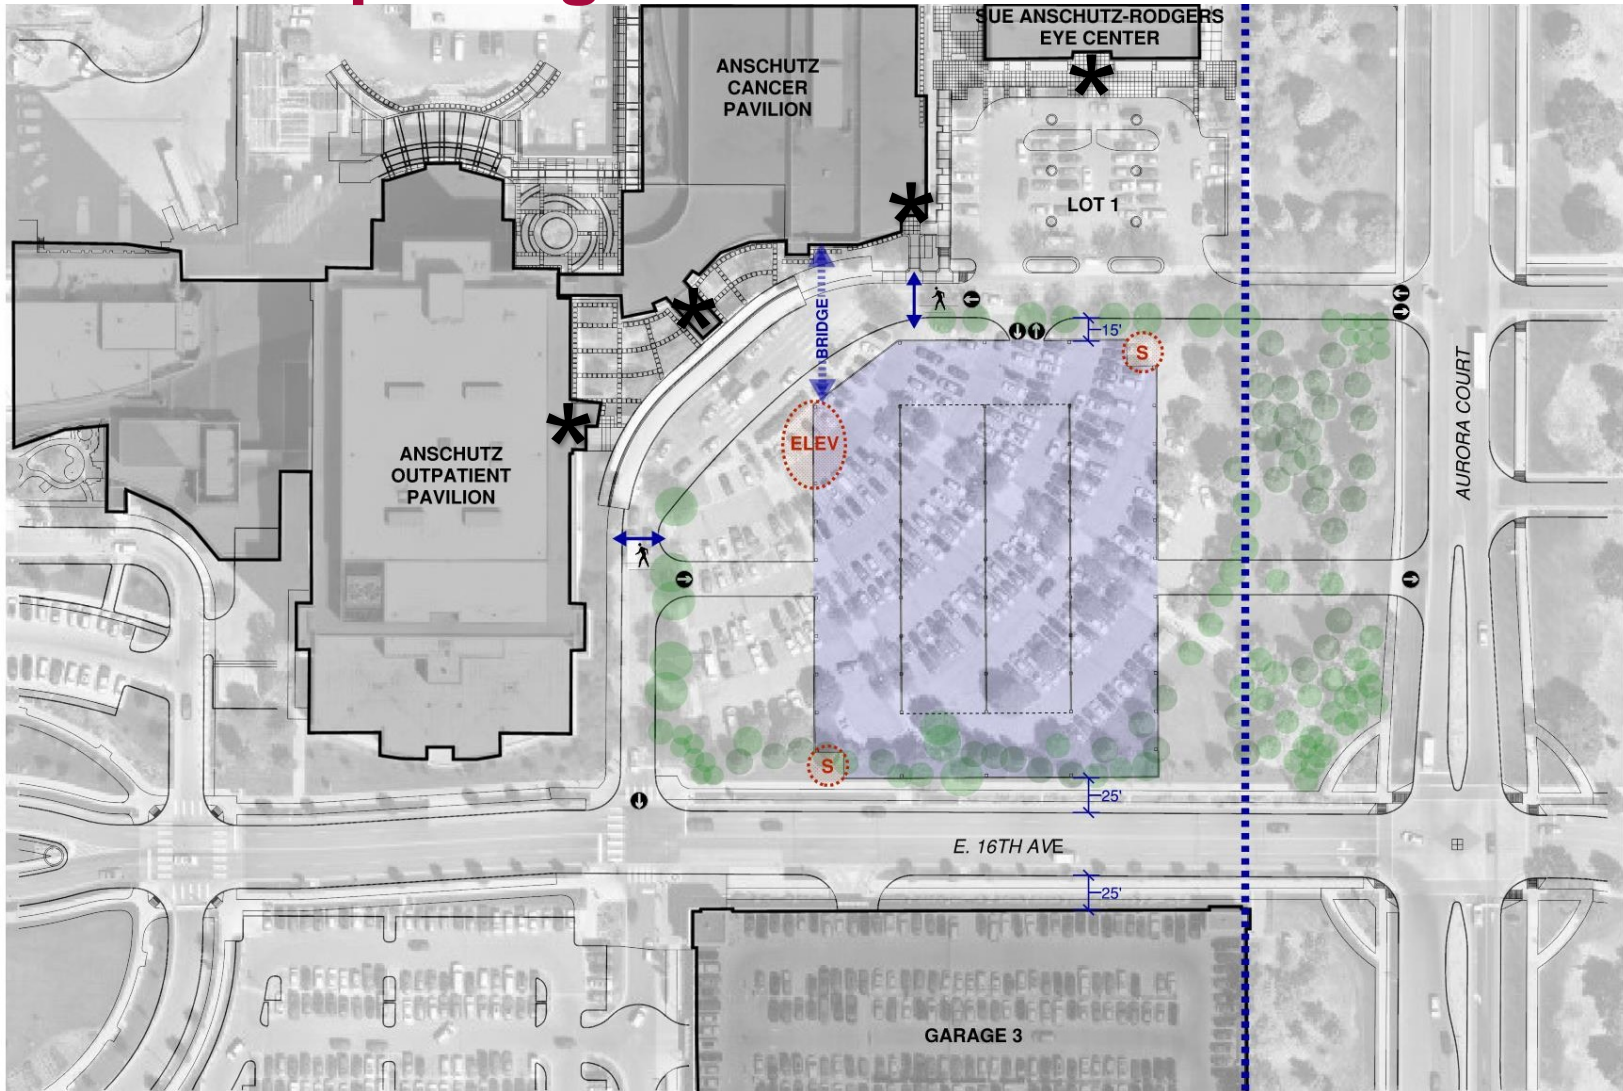 SUE ANSCHUTZ-RODGERS
EYE CENTER
ANSCHUTZ
CANCER
PAVILION
LOT 1
BRIDGE
15'
S
ELEV
ANSCHUTZ
OUTPATIENT
PAVILION
AURORA COURT
S
25'
E. 16TH AVE
25'
GARAGE 3